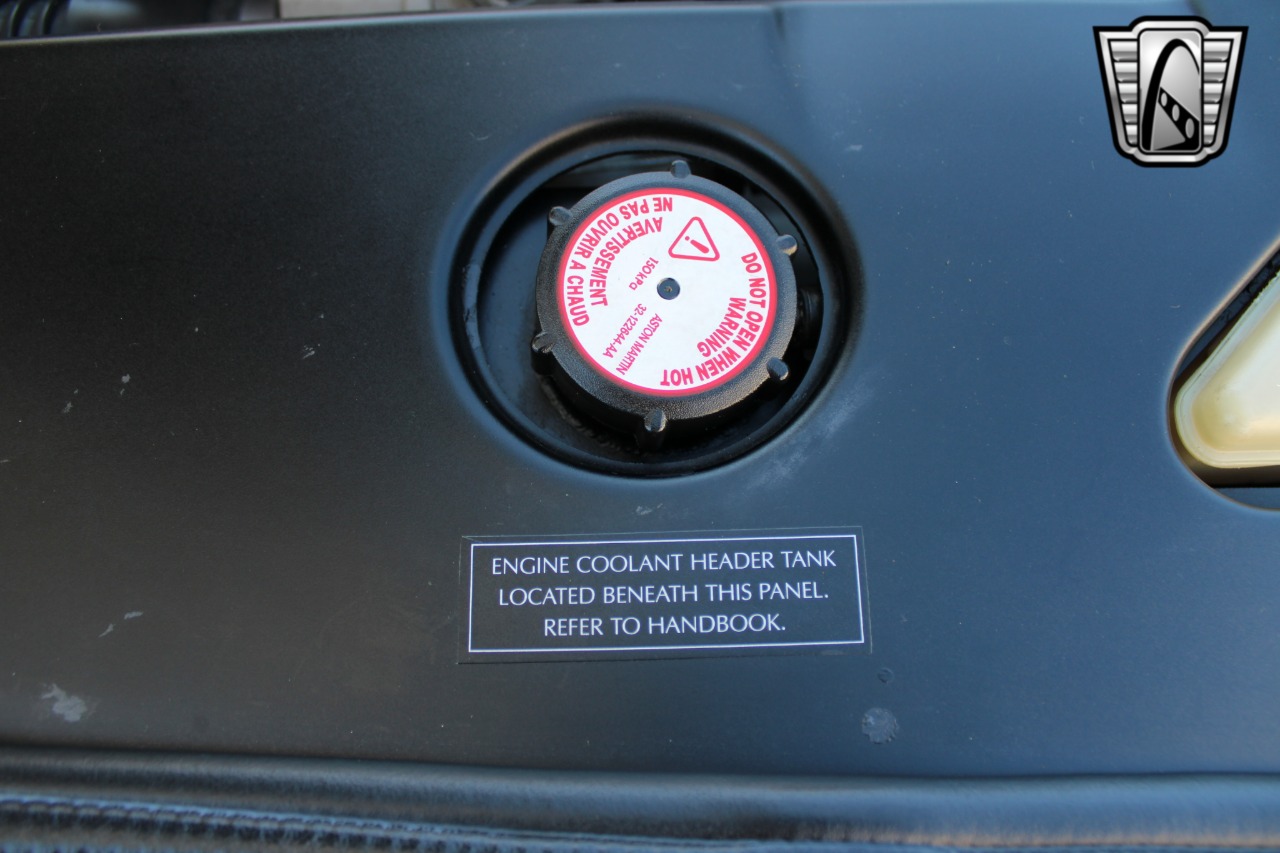 WARNING
DO NOT OPEN WHEN HOT
AVERTISSEMENT
NE PAS OUVRIR A CHAUD
150kPa
32-122644-AA
ASTON MARTIN
ENGINE COOLANT HEADER TANK
LOCATED BENEATH THIS PANEL.
REFER TO HANDBOOK.